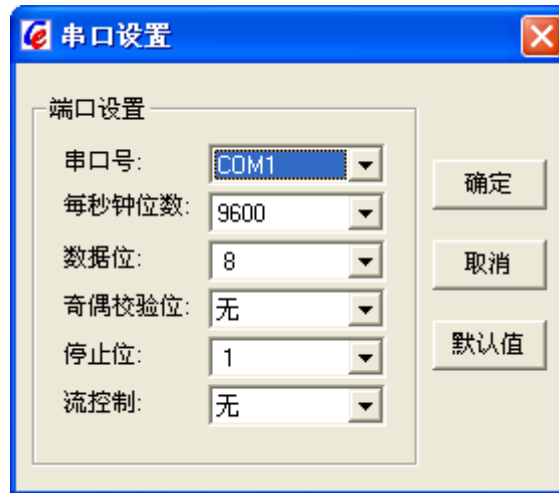 串口设置
端口设置
串口号: COM1
每秒钟位数: 9600
数据位: 8
奇偶校验位: 无
停止位: 1
流控制: 无
确定
取消
默认值